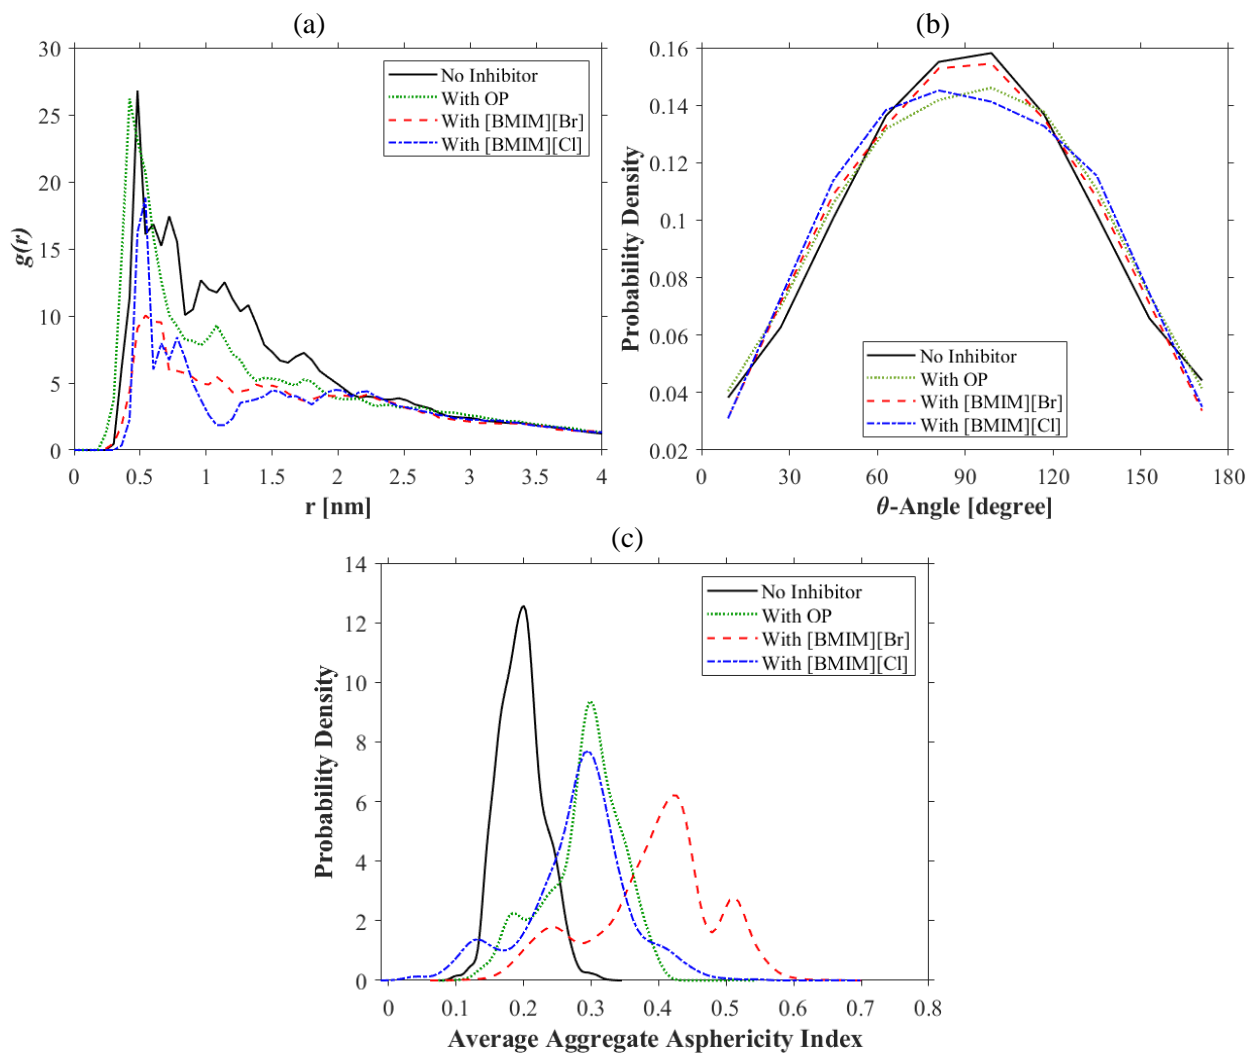 (a)
30
25
20
15
10
5
0
g(r)
No Inhibitor
With OP
With [BMIM][Br]
With [BMIM][Cl]
0 0.5 1 1.5 2 2.5 3 3.5 4
r [nm]
(b)
0.16
0.14
0.12
0.1
0.08
0.06
0.04
0.02
Probability Density
No Inhibitor
With OP
With [BMIM][Br]
With [BMIM][Cl]
0 30 60 90 120 150 180
θ-Angle [degree]
(c)
14
12
10
8
6
4
2
0
Probability Density
No Inhibitor
With OP
With [BMIM][Br]
With [BMIM][Cl]
0 0.1 0.2 0.3 0.4 0.5 0.6 0.7 0.8
Average Aggregate Asphericity Index